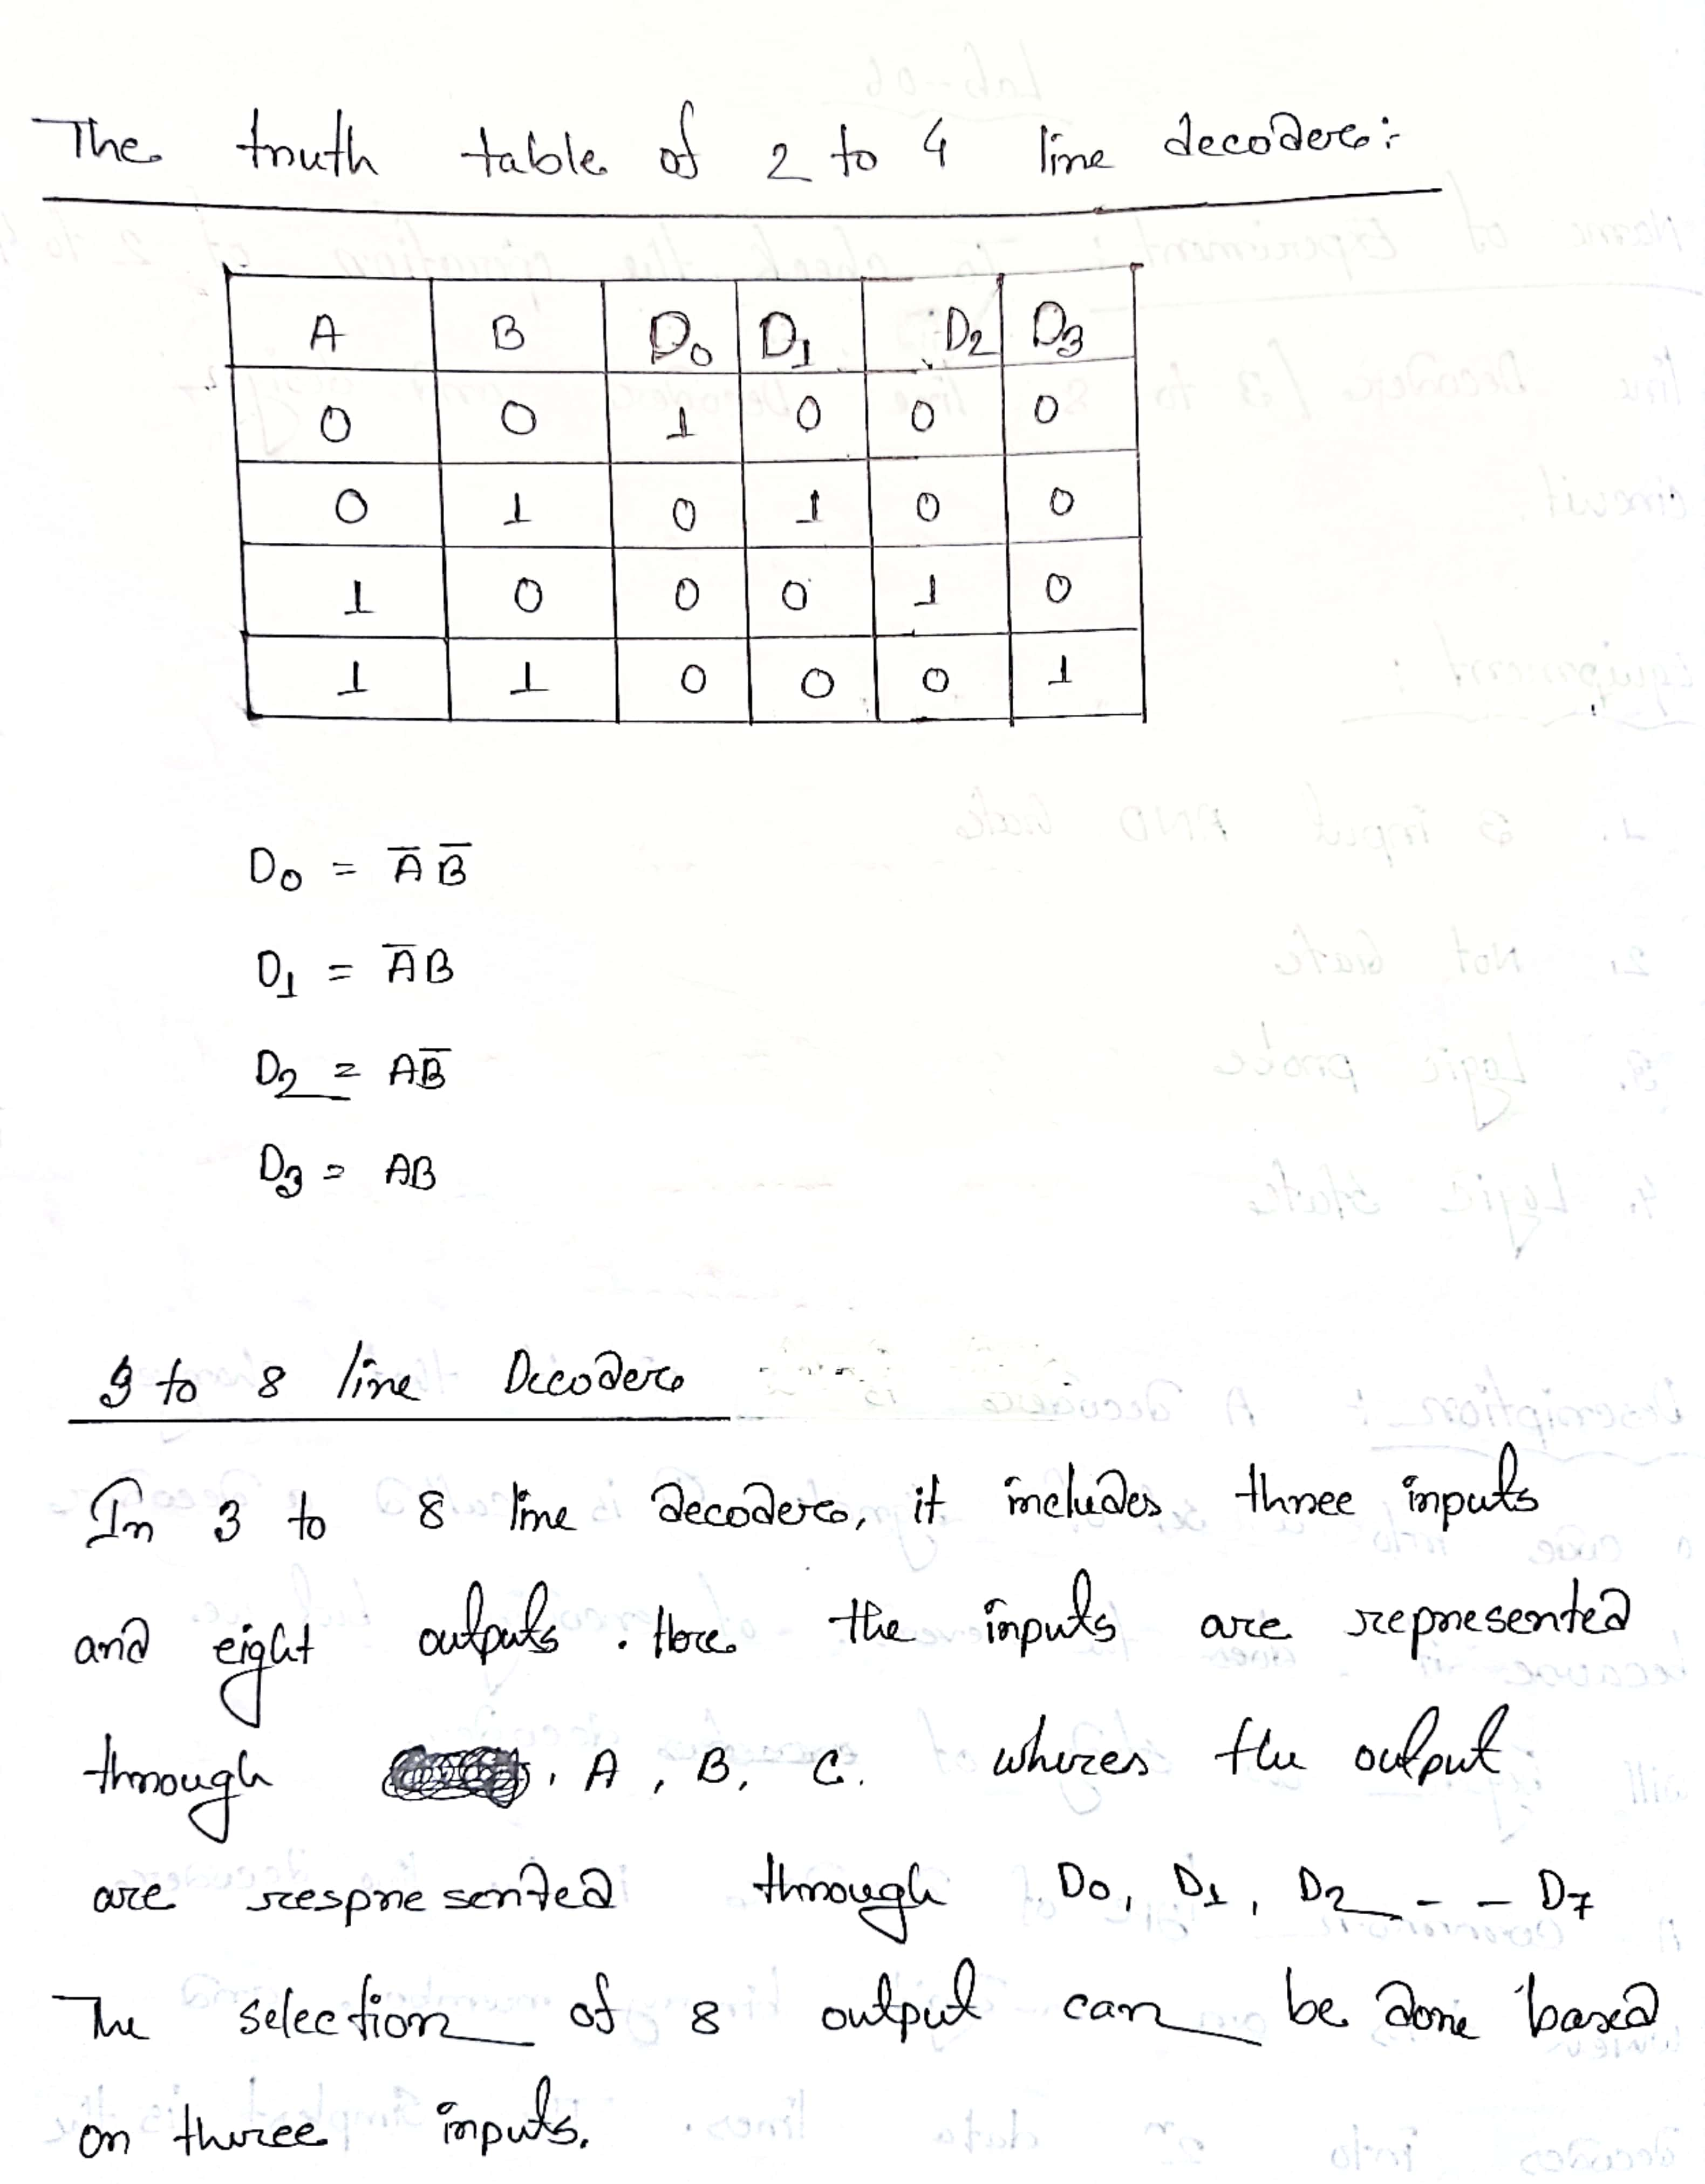 The truth table of 2 to 4 line decoder:
A B D0 D1 D2 D3
0 0 1 0 0 0
0 1 0 1 0 0
1 0 0 0 1 0
1 1 0 0 0 1
D0 = A̅ B̅
D1 = A̅B
D2 = AB̅
D3 = AB
3 to 8 line Decoder
In 3 to 8 line decoder, it includes three inputs
and eight outputs. Here the inputs are represented
through A, B, C. wheres the output
are respresented through D0, D1, D2 - - D7
The selection of 8 output can be done based
on three inputs.